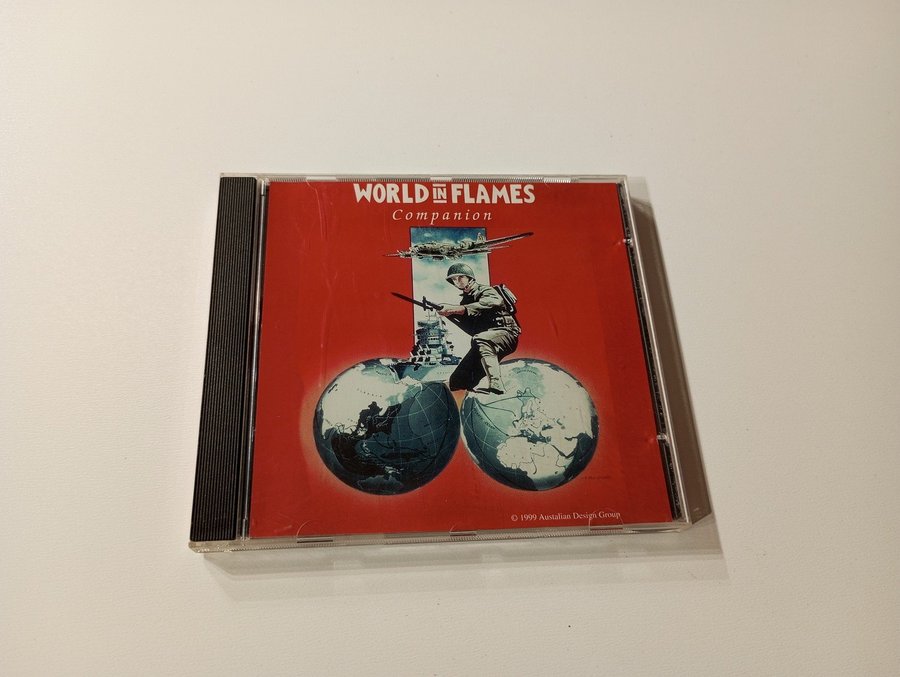 WORLD IN FLAMES
Companion
© 1999 Austalian Design Group